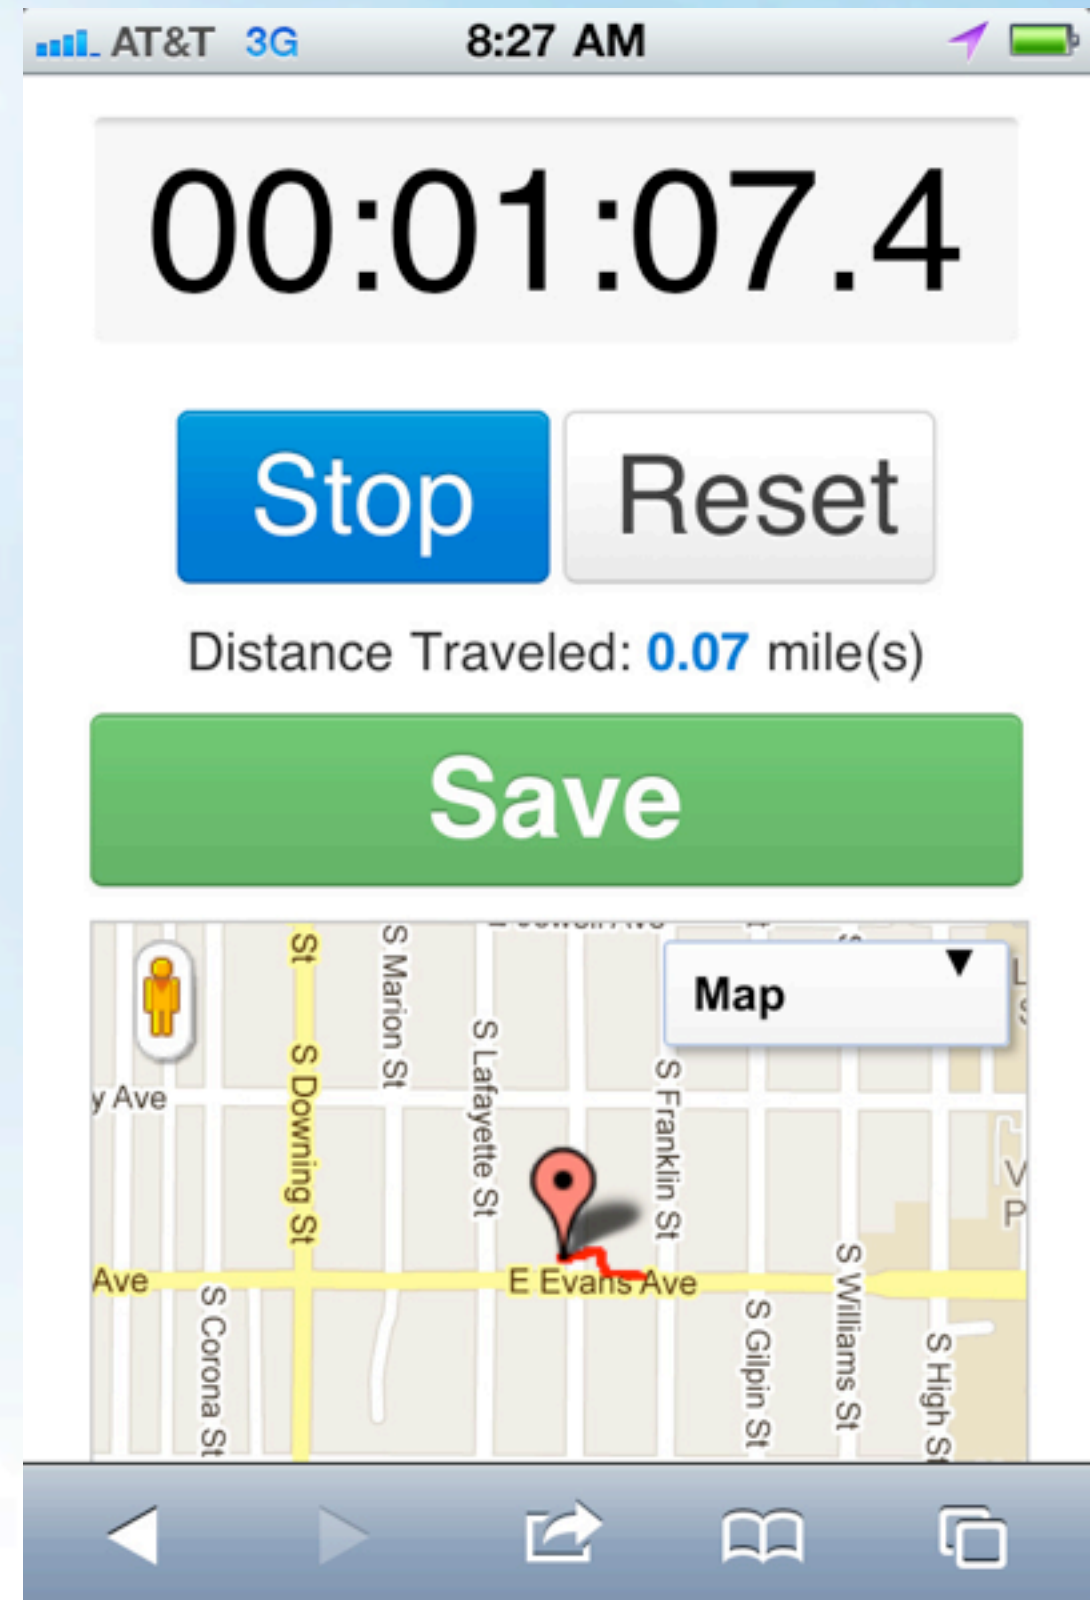 AT&T 3G 8:27 AM
00:01:07.4
Stop Reset
Distance Traveled: 0.07 mile(s)
Save
Map
St
S Marion St
S Lafayette St
S Franklin St
S Downing St
y Ave
V
P
Ave
E Evans Ave
S Corona St
S Gilpin St
S Williams St
S High St